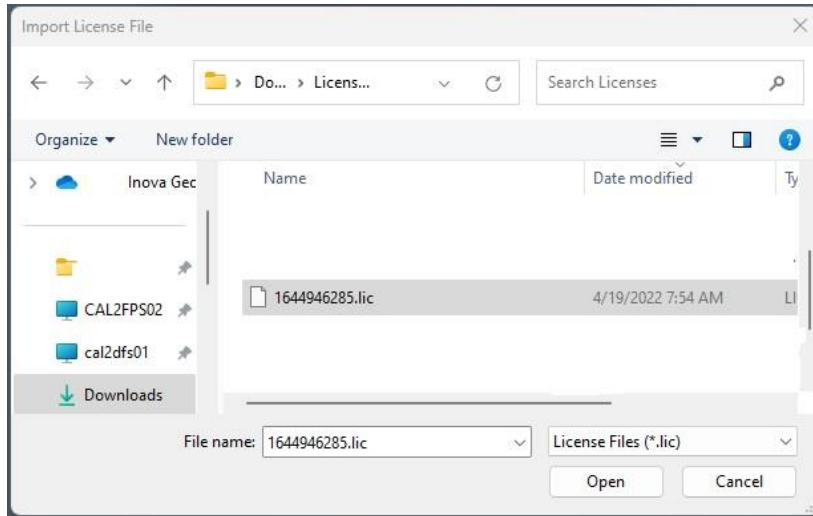 Import License File
Do... > Licens...
Search Licenses
Organize
New folder
Inova Gec
Name
Date modified
Ty
1644946285.lic
4/19/2022 7:54 AM
LI
CAL2FPS02
cal2dfs01
Downloads
File name: 1644946285.lic
License Files (*.lic)
Open
Cancel